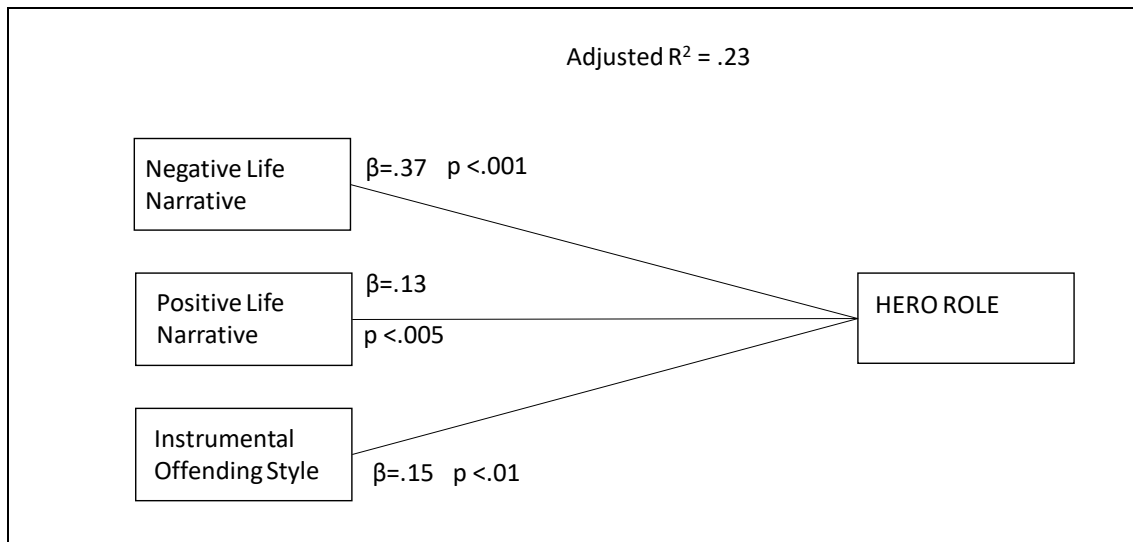 Adjusted R² = .23
Negative Life
Narrative
β=.37 p <.001
Positive Life
Narrative
β=.13
p <.005
HERO ROLE
Instrumental
Offending Style
β=.15 p <.01